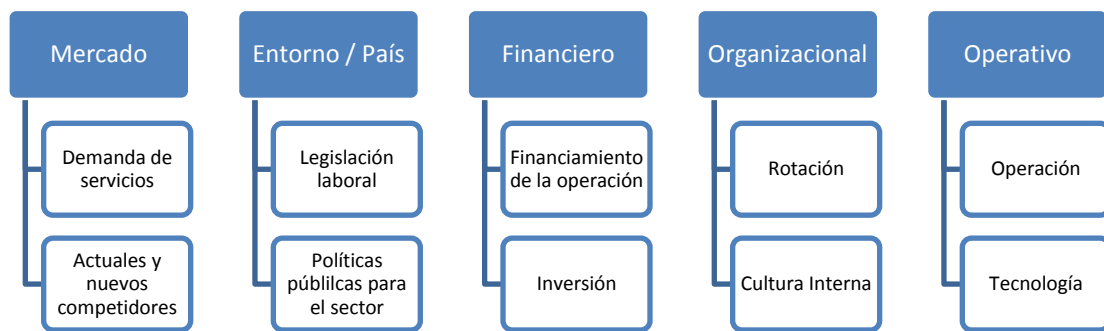 Mercado
Demanda de
servicios
Actuales y
nuevos
competidores
Entorno / País
Legislación
laboral
Políticas
públilcas para
el sector
Financiero
Financiamiento
de la operación
Inversión
Organizacional
Rotación
Cultura Interna
Operativo
Operación
Tecnología